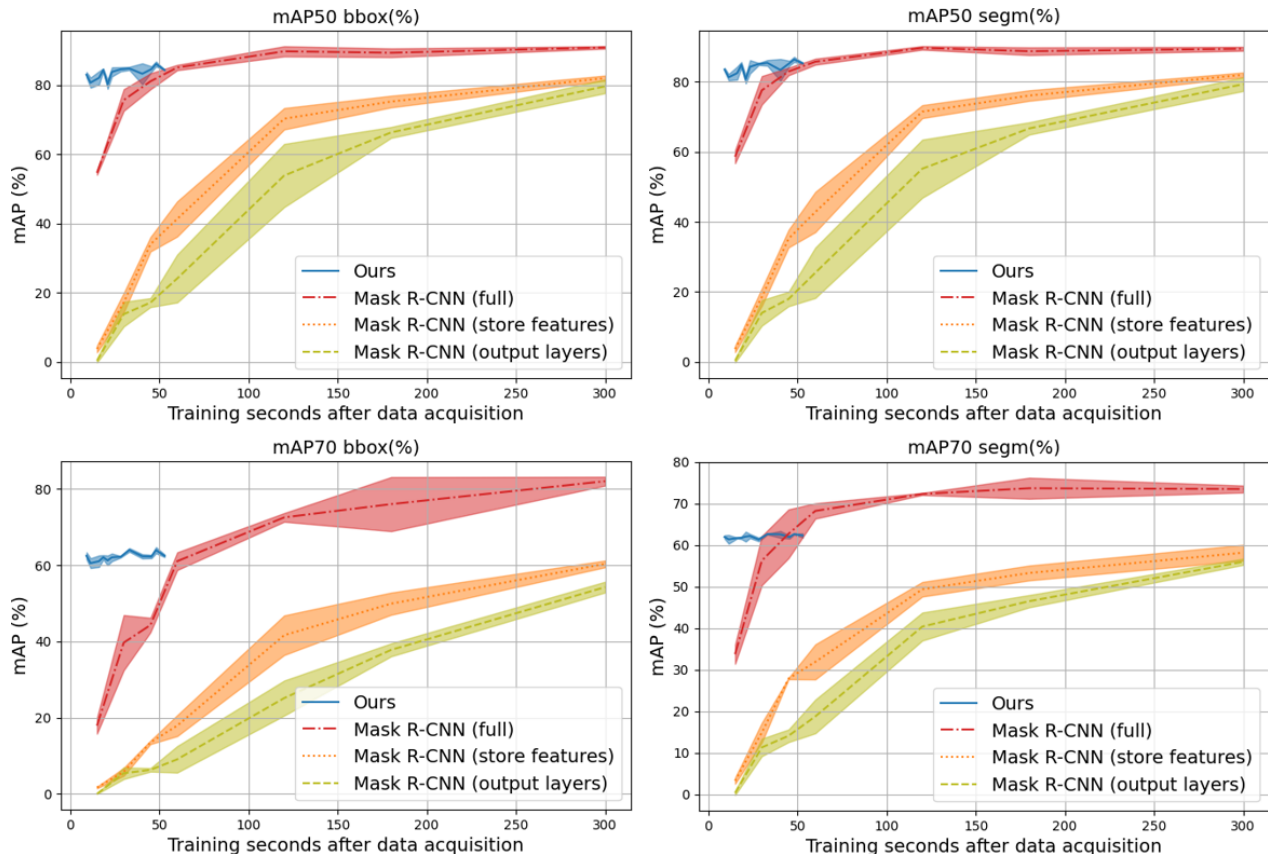 mAP50 bbox(%)
mAP (%)
80
60
40
20
0
Ours
Mask R-CNN (full)
Mask R-CNN (store features)
Mask R-CNN (output layers)
0 50 100 150 200 250 300
Training seconds after data acquisition
mAP50 segm(%)
mAP (%)
80
60
40
20
0
Ours
Mask R-CNN (full)
Mask R-CNN (store features)
Mask R-CNN (output layers)
0 50 100 150 200 250 300
Training seconds after data acquisition
mAP70 bbox(%)
mAP (%)
80
60
40
20
0
Ours
Mask R-CNN (full)
Mask R-CNN (store features)
Mask R-CNN (output layers)
0 50 100 150 200 250 300
Training seconds after data acquisition
mAP70 segm(%)
mAP (%)
80
70
60
50
40
30
20
10
0
Ours
Mask R-CNN (full)
Mask R-CNN (store features)
Mask R-CNN (output layers)
0 50 100 150 200 250 300
Training seconds after data acquisition